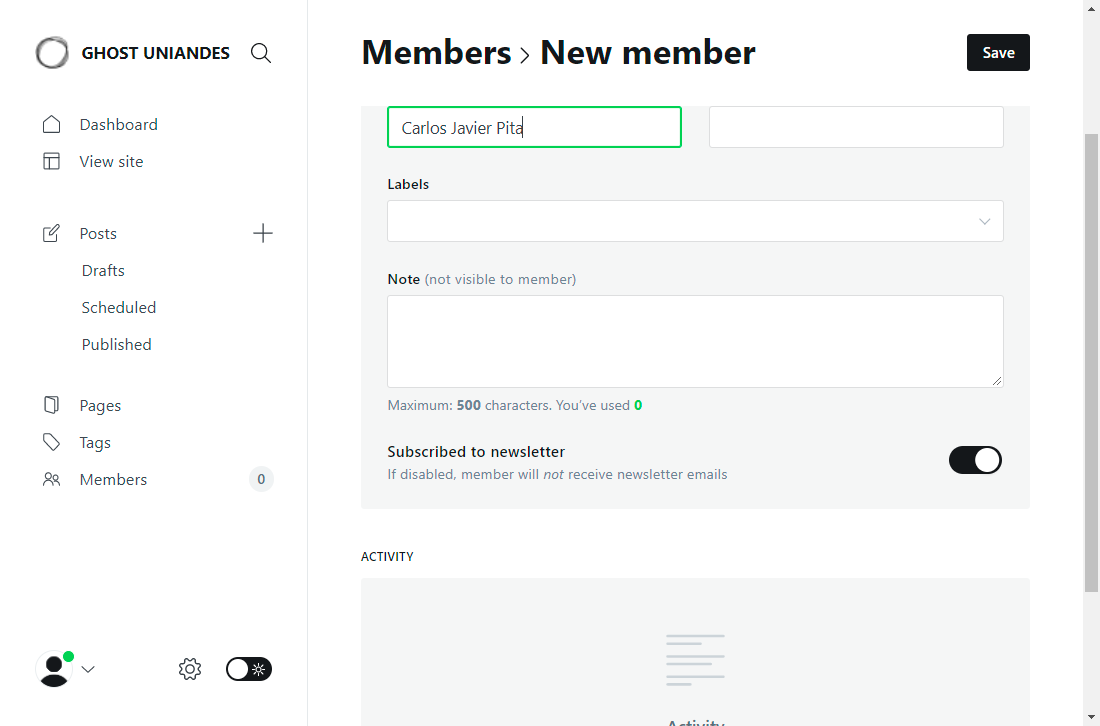 GHOST UNIANDES
Dashboard
View site
Posts
Drafts
Scheduled
Published
Pages
Tags
Members
0
Members › New member
Save
Carlos Javier Pita
Labels
Note (not visible to member)
Maximum: 500 characters. You’ve used 0
Subscribed to newsletter
If disabled, member will not receive newsletter emails
ACTIVITY
Activity